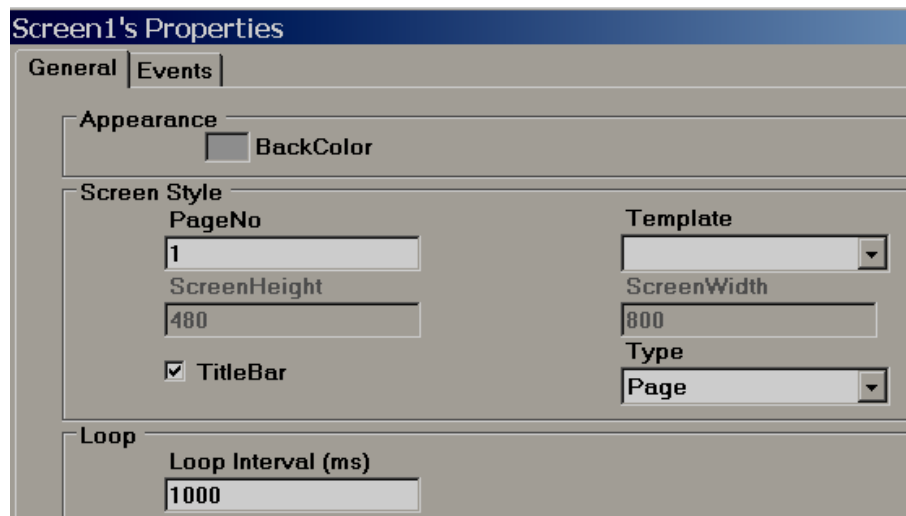 Screen1's Properties
General Events
Appearance
BackColor
Screen Style
PageNo Template
1
ScreenHeight ScreenWidth
480 800
TitleBar Type
Page
Loop
Loop Interval (ms)
1000